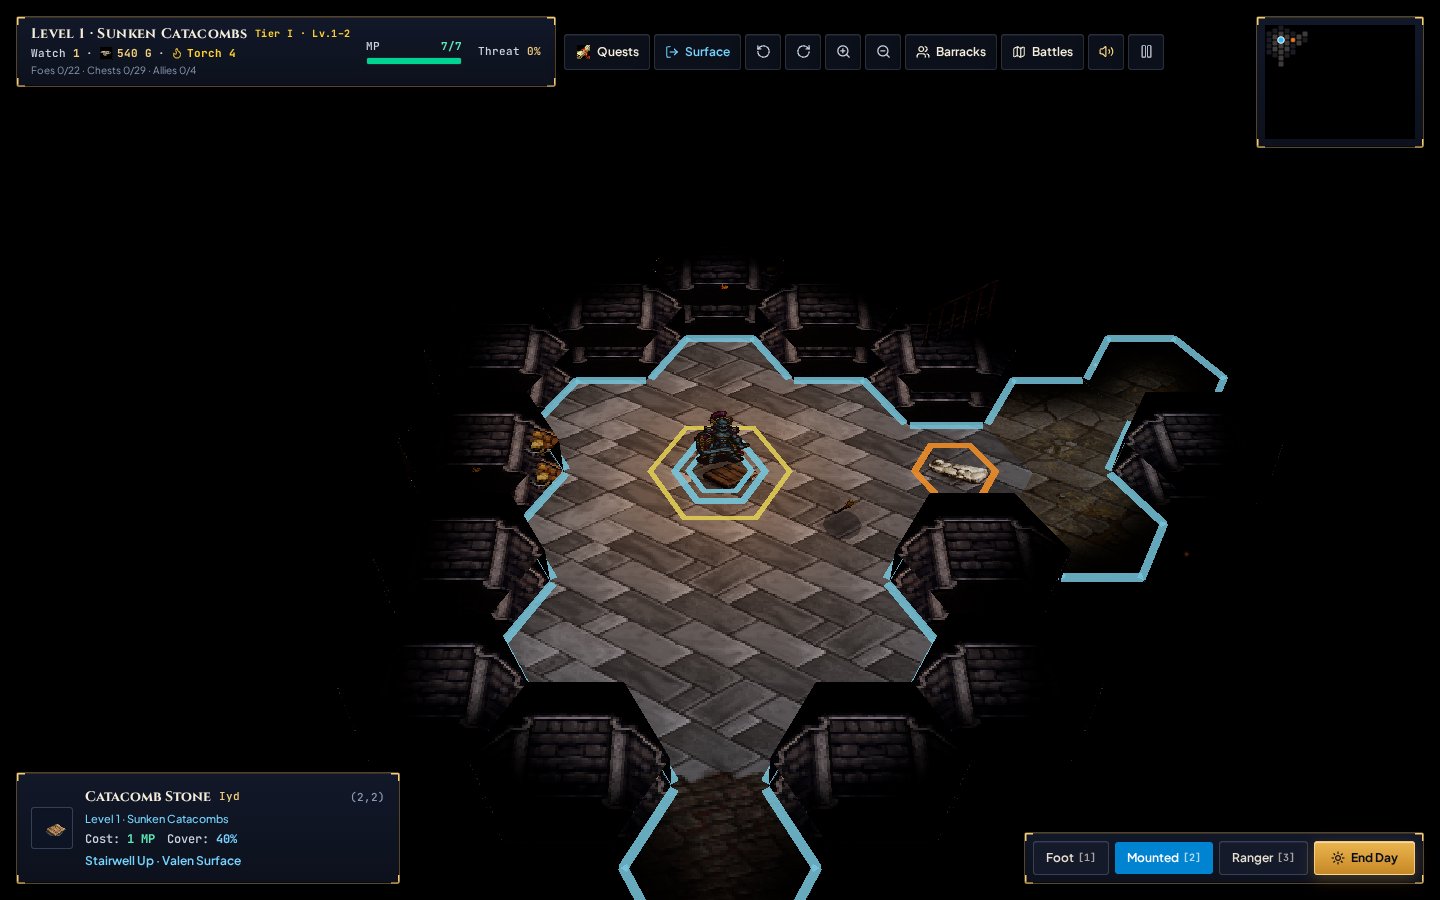 Level 1 · Sunken Catacombs Tier I · Lv.1–2
Watch 1 · 540 G · Torch 4
Foes 0/22 · Chests 0/29 · Allies 0/4
MP 7/7
Threat 0%
Quests
Surface
Barracks
Battles
Catacomb Stone Iyd (2,2)
Level 1 · Sunken Catacombs
Cost: 1 MP Cover: 40%
Stairwell Up · Valen Surface
Foot [1]
Mounted [2]
Ranger [3]
End Day